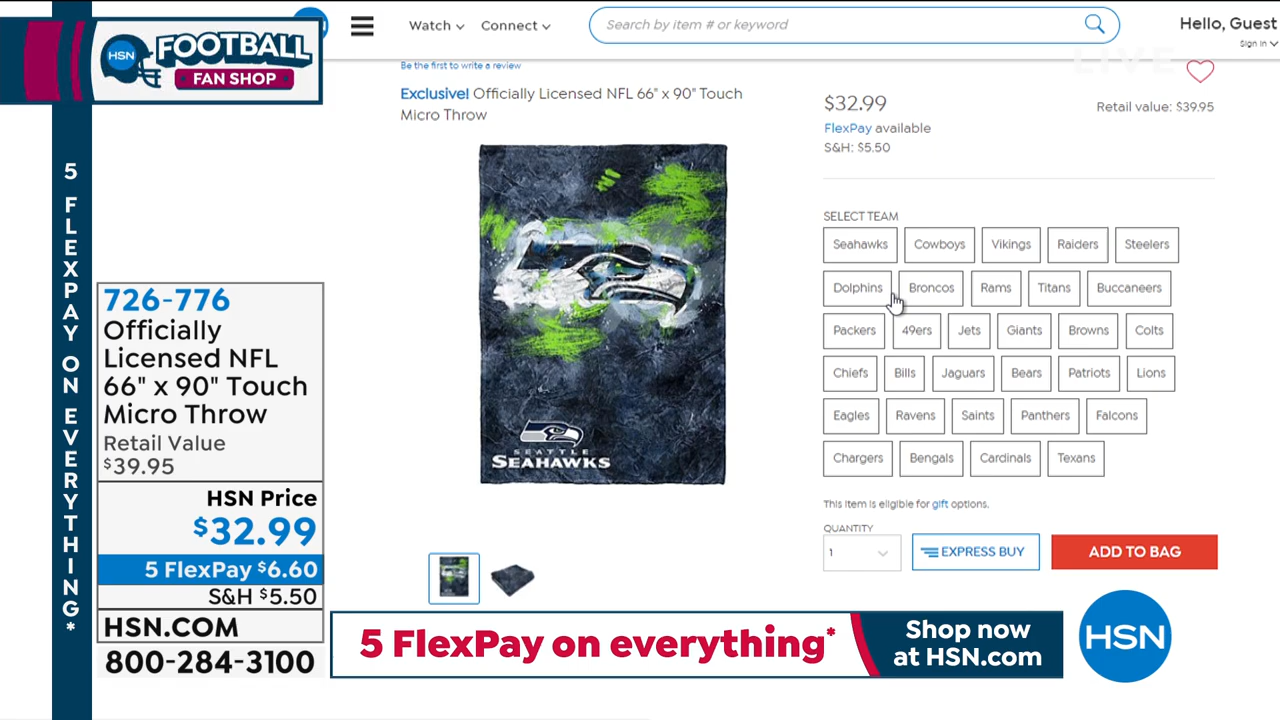 HSN
FOOTBALL
FAN SHOP
5 FLEXPAY ON EVERYTHING*
726-776
Officially
Licensed NFL
66" x 90" Touch
Micro Throw
Retail Value
$39.95
HSN Price
$32.99
5 FlexPay $6.60
S&H $5.50
HSN.COM
800-284-3100
Watch
Connect
Search by item # or keyword
Hello, Guest
Sign In
LIVE
Be the first to write a review
Exclusive! Officially Licensed NFL 66" x 90" Touch
Micro Throw
SEATTLE
SEAHAWKS
$32.99
Retail value: $39.95
FlexPay available
S&H: $5.50
SELECT TEAM
Seahawks Cowboys Vikings Raiders Steelers
Dolphins Broncos Rams Titans Buccaneers
Packers 49ers Jets Giants Browns Colts
Chiefs Bills Jaguars Bears Patriots Lions
Eagles Ravens Saints Panthers Falcons
Chargers Bengals Cardinals Texans
This item is eligible for gift options.
QUANTITY
1
EXPRESS BUY
ADD TO BAG
5 FlexPay on everything*
Shop now
at HSN.com
HSN